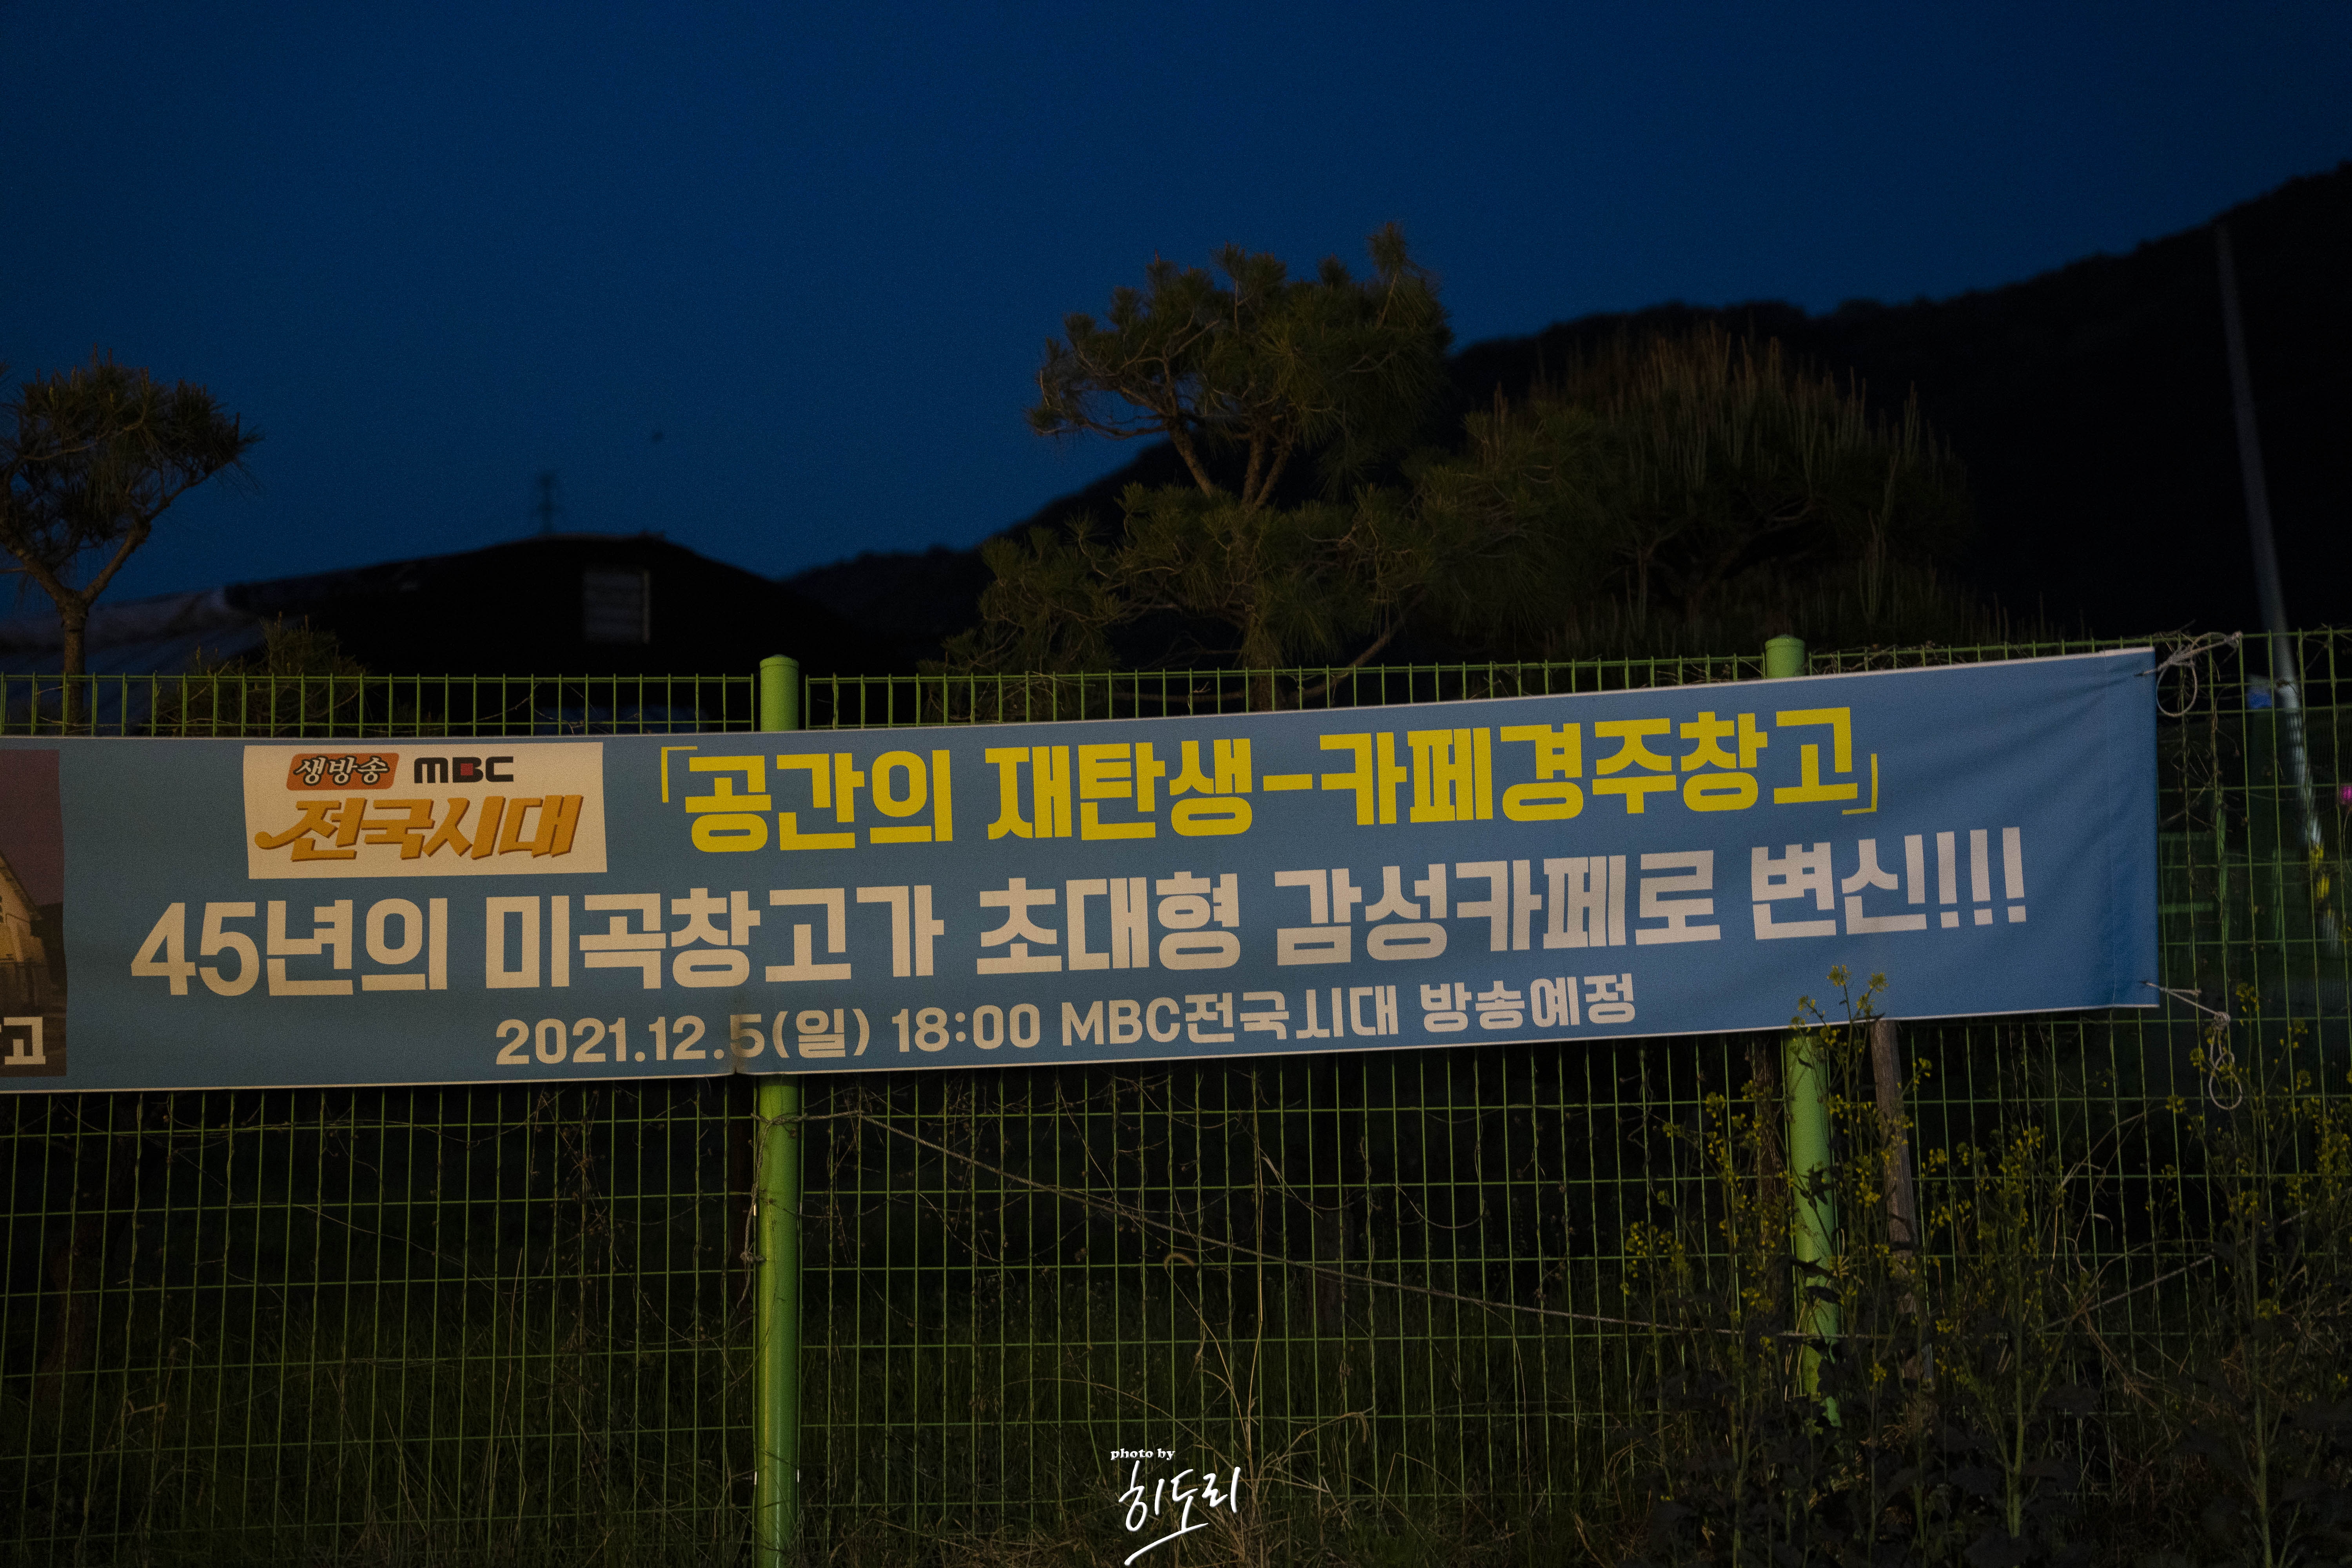 생방송 MBC
전국시대
「공간의 재탄생-카페경주창고」
45년의 미곡창고가 초대형 감성카페로 변신!!!
2021.12.5(일) 18:00 MBC전국시대 방송예정
고
photo by
히도리